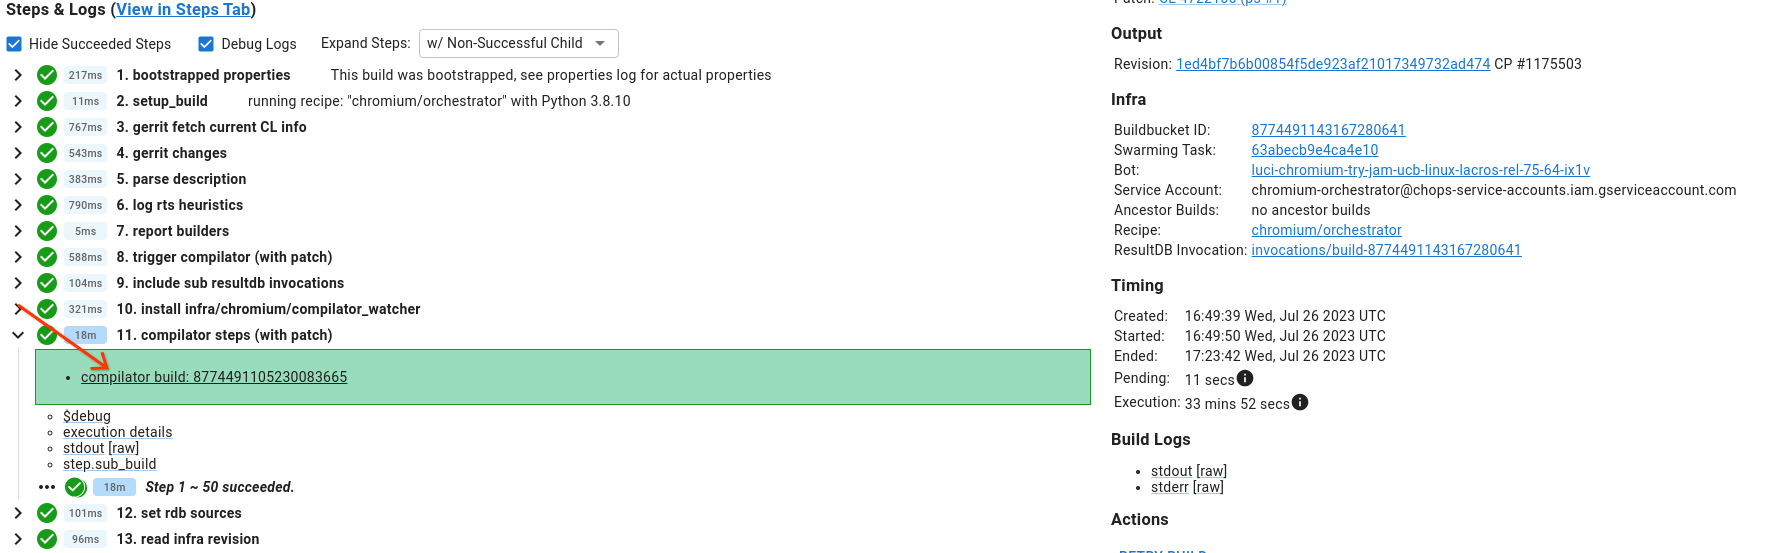 Steps & Logs (View in Steps Tab)
Hide Succeeded Steps Debug Logs Expand Steps: w/ Non-Successful Child
217ms 1. bootstrapped properties This build was bootstrapped, see properties log for actual properties
11ms 2. setup_build running recipe: "chromium/orchestrator" with Python 3.8.10
767ms 3. gerrit fetch current CL info
543ms 4. gerrit changes
383ms 5. parse description
790ms 6. log rts heuristics
5ms 7. report builders
588ms 8. trigger compilator (with patch)
104ms 9. include sub resultdb invocations
321ms 10. install infra/chromium/compilator_watcher
18m 11. compilator steps (with patch)
compilator build: 8774491105230083665
$debug
execution details
stdout [raw]
step.sub_build
18m Step 1 ~ 50 succeeded.
101ms 12. set rdb sources
96ms 13. read infra revision
Output
Revision: 1ed4bf7b6b00854f5de923af21017349732ad474 CP #1175503
Infra
Buildbucket ID: 8774491143167280641
Swarming Task: 63abecb9e4ca4e10
Bot: luci-chromium-try-jam-ucb-linux-lacros-rel-75-64-ix1v
Service Account: chromium-orchestrator@chops-service-accounts.iam.gserviceaccount.com
Ancestor Builds: no ancestor builds
Recipe: chromium/orchestrator
ResultDB Invocation: invocations/build-8774491143167280641
Timing
Created: 16:49:39 Wed, Jul 26 2023 UTC
Started: 16:49:50 Wed, Jul 26 2023 UTC
Ended: 17:23:42 Wed, Jul 26 2023 UTC
Pending: 11 secs
Execution: 33 mins 52 secs
Build Logs
stdout [raw]
stderr [raw]
Actions